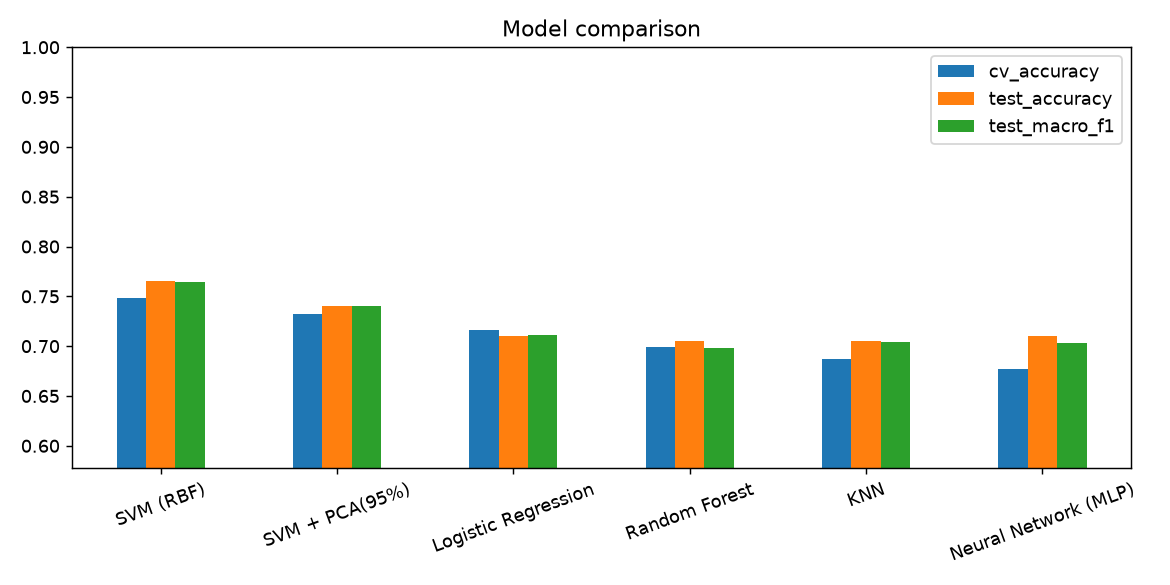 Model comparison
1.00
0.95
0.90
0.85
0.80
0.75
0.70
0.65
0.60
cv_accuracy
test_accuracy
test_macro_f1
SVM (RBF)
SVM + PCA(95%)
Logistic Regression
Random Forest
KNN
Neural Network (MLP)